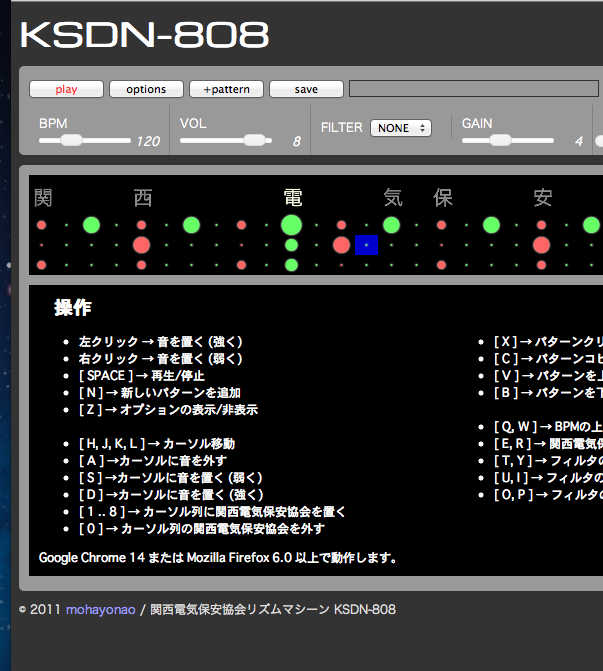 KSDN-808
play options +pattern save
BPM 120 VOL 8 FILTER NONE GAIN 4
関 西 電 気 保 安
操作
左クリック → 音を置く (強く)
右クリック → 音を置く (弱く)
[ SPACE ] → 再生/停止
[ N ] → 新しいパターンを追加
[ Z ] → オプションの表示/非表示
[ H, J, K, L ] → カーソル移動
[ A ] →カーソルに音を外す
[ S ] →カーソルに音を置く (弱く)
[ D ] →カーソルに音を置く (強く)
[ 1 .. 8 ] → カーソル列に関西電気保安協会を置く
[ 0 ] → カーソル列の関西電気保安協会を外す
[ X ] → パターンクリ
[ C ] → パターンコピ
[ V ] → パターンを上
[ B ] → パターンを下
[ Q, W ] → BPMの上
[ E, R ] → 関西電気保
[ T, Y ] → フィルタの
[ U, I ] → フィルタの
[ O, P ] → フィルタの
Google Chrome 14 または Mozilla Firefox 6.0 以上で動作します。
© 2011 mohayonao / 関西電気保安協会リズムマシーン KSDN-808